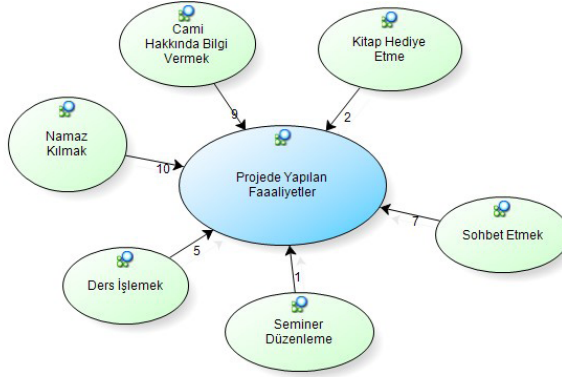 Cami
Hakkında Bilgi
Vermek
Kitap Hediye
Etme
9
2
Namaz
Kılmak
10
Projede Yapılan
Faaaliyetler
7
Sohbet Etmek
Ders İşlemek
5
1
Seminer
Düzenleme